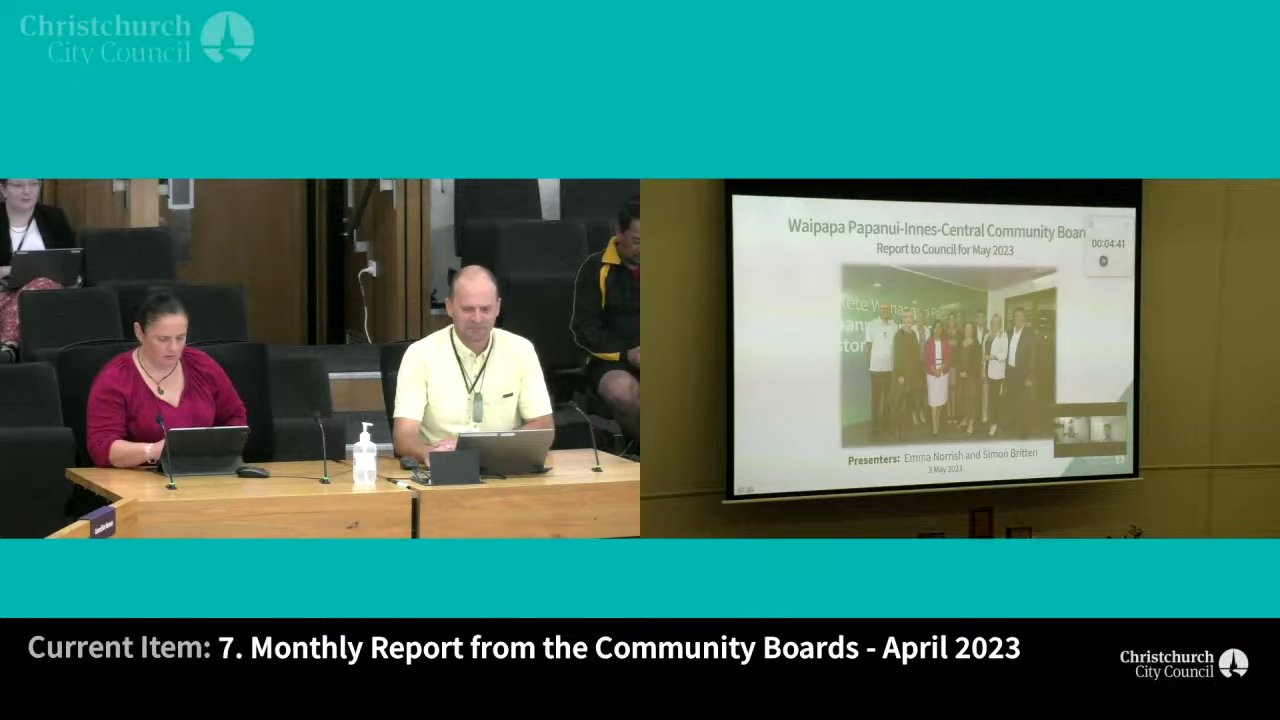 Christchurch
City Council
Waipapa Papanui-Innes-Central Community Boar
Report to Council for May 2023
00:04:41
Presenters: Emma Norrish and Simon Britten
3 May 2023
Current Item: 7. Monthly Report from the Community Boards - April 2023
Christchurch
City Council